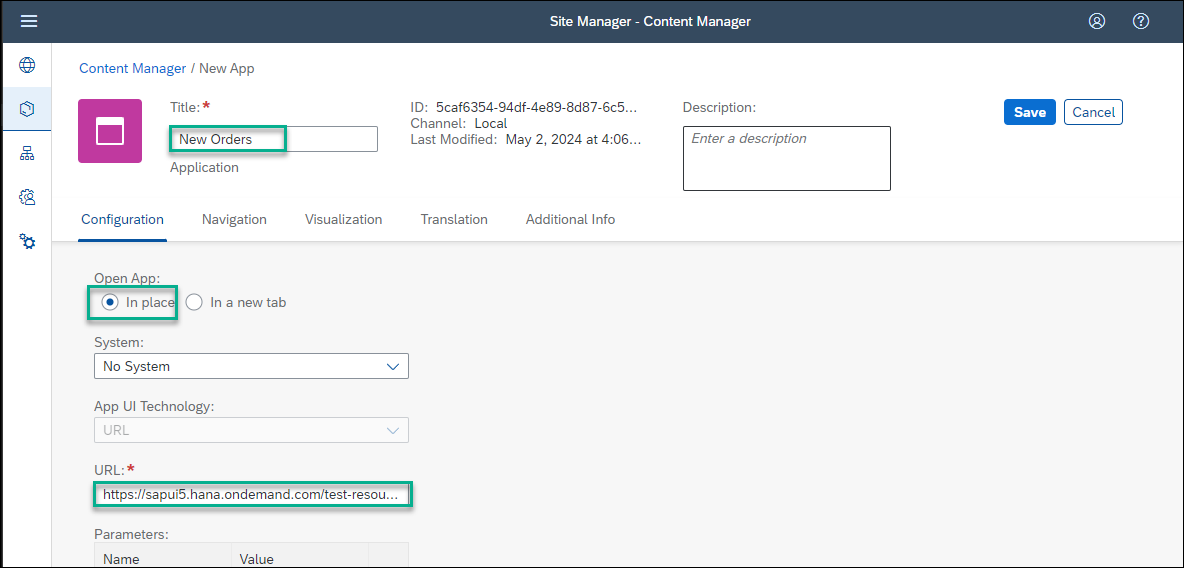 Site Manager - Content Manager
Content Manager / New App
Title:*
New Orders
Application
ID: 5caf6354-94df-4e89-8d87-6c5...
Channel: Local
Last Modified: May 2, 2024 at 4:06...
Description:
Enter a description
Save
Cancel
Configuration Navigation Visualization Translation Additional Info
Open App:
In place In a new tab
System:
No System
App UI Technology:
URL
URL:*
https://sapui5.hana.ondemand.com/test-resou...
Parameters:
Name Value